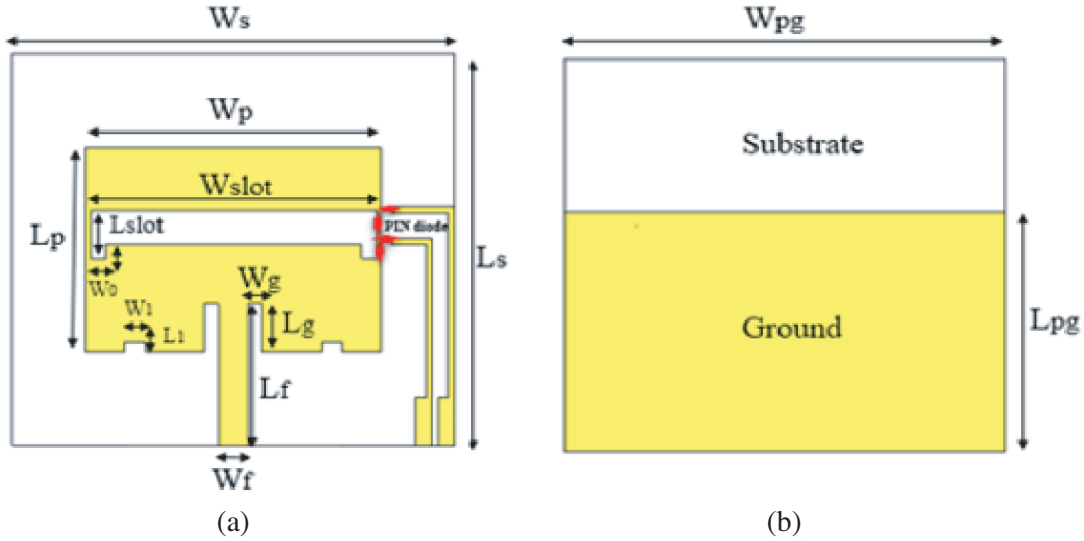 Ws
Wpg
Wp
Substrate
Wslot
Lslot
PIN diode
Lp
Ls
W0
Wg
W1
L1
Lg
Ground
Lpg
Lf
Wf
(a)
(b)